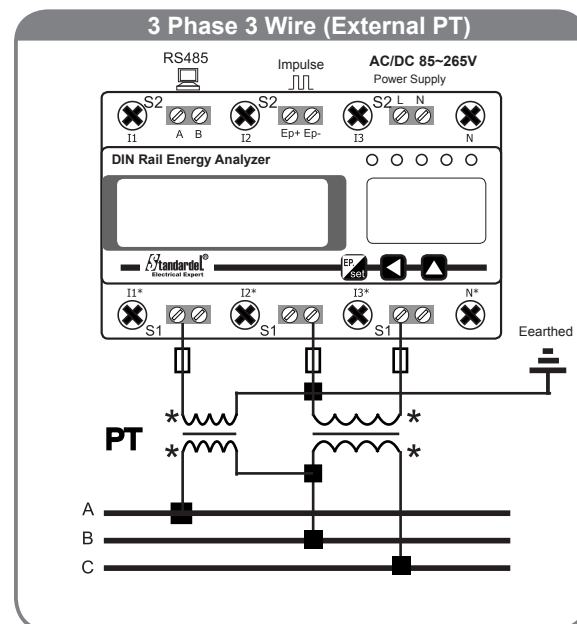 3 Phase 3 Wire (External PT)
RS485
Impulse
AC/DC 85~265V
Power Supply
S2
S2
S2
L N
I1
A B
I2
Ep+ Ep-
I3
N
DIN Rail Energy Analyzer
Standardel®
Electrical Expert
EP
set
I1*
I2*
I3*
N*
S1
S1
S1
Eearthed
*
*
PT
*
*
A
B
C